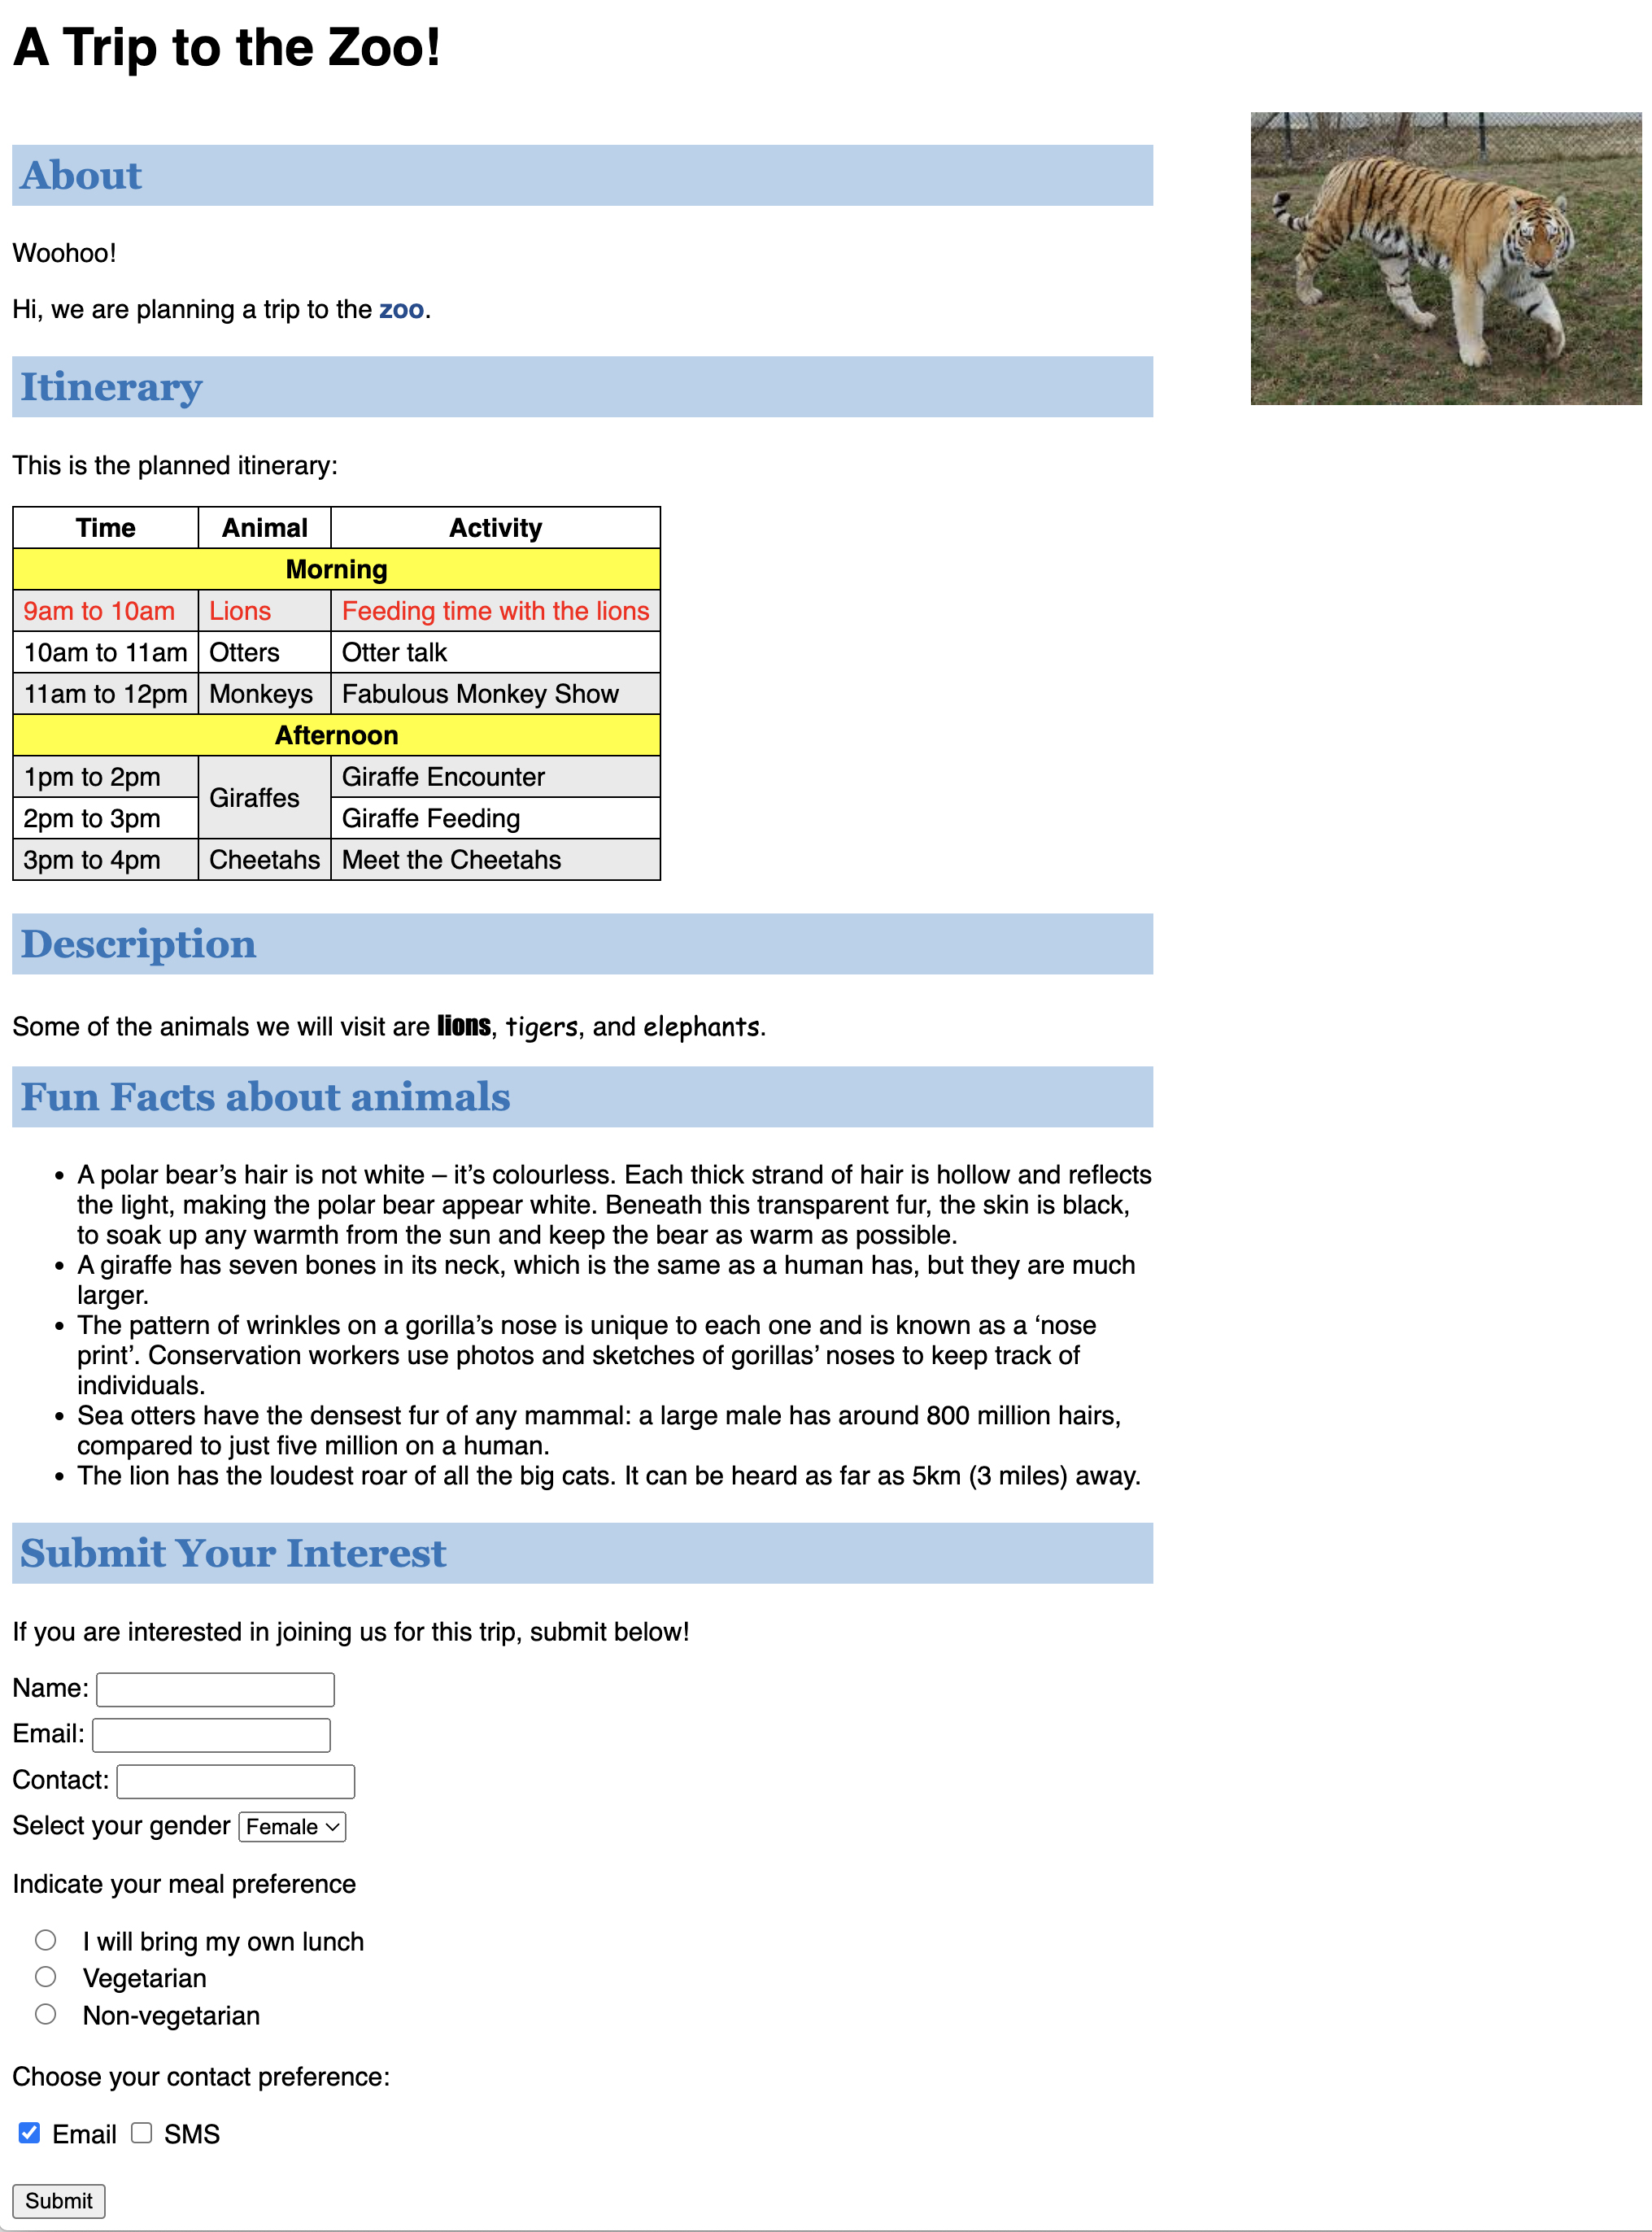 A Trip to the Zoo!
About
Woohoo!
Hi, we are planning a trip to the zoo.
Itinerary
This is the planned itinerary:
Time Animal Activity
Morning
9am to 10am Lions Feeding time with the lions
10am to 11am Otters Otter talk
11am to 12pm Monkeys Fabulous Monkey Show
Afternoon
1pm to 2pm Giraffes Giraffe Encounter
2pm to 3pm Giraffe Feeding
3pm to 4pm Cheetahs Meet the Cheetahs
Description
Some of the animals we will visit are lions, tigers, and elephants.
Fun Facts about animals
• A polar bear’s hair is not white – it’s colourless. Each thick strand of hair is hollow and reflects
the light, making the polar bear appear white. Beneath this transparent fur, the skin is black,
to soak up any warmth from the sun and keep the bear as warm as possible.
• A giraffe has seven bones in its neck, which is the same as a human has, but they are much
larger.
• The pattern of wrinkles on a gorilla’s nose is unique to each one and is known as a ‘nose
print’. Conservation workers use photos and sketches of gorillas’ noses to keep track of
individuals.
• Sea otters have the densest fur of any mammal: a large male has around 800 million hairs,
compared to just five million on a human.
• The lion has the loudest roar of all the big cats. It can be heard as far as 5km (3 miles) away.
Submit Your Interest
If you are interested in joining us for this trip, submit below!
Name:
Email:
Contact:
Select your gender Female
Indicate your meal preference
I will bring my own lunch
Vegetarian
Non-vegetarian
Choose your contact preference:
Email SMS
Submit